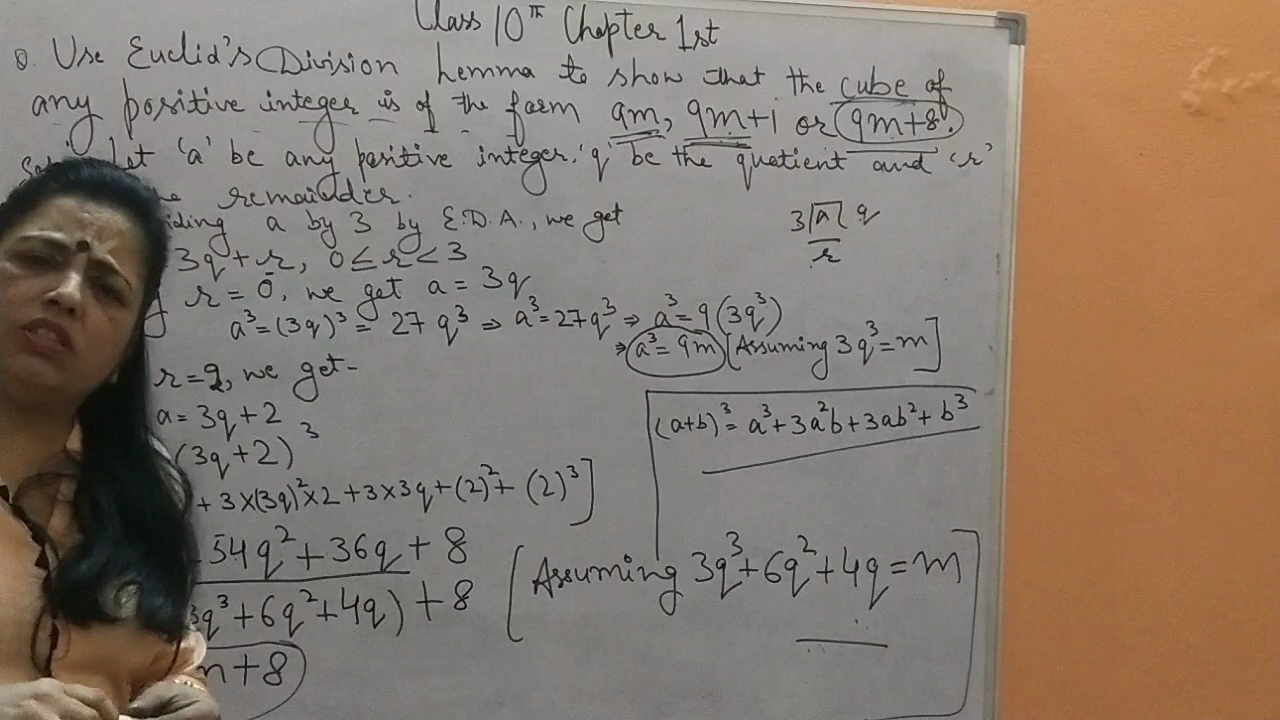 Class 10th Chapter 1st
Q. Use Euclid's Division Lemma to show that the cube of
any positive integer is of the form 9m, 9m+1 or 9m+8.
Let 'a' be any positive integer, 'q' be the quotient and 'r'
remainder.
iding a by 3 by E.D.A., we get
3q+r, 0≤r<3
3)a(q
r
r=0, we get a=3q
a³=(3q)³= 27q³ ⇒ a³=27q³ ⇒ a³=9(3q³)
⇒ a³=9m [Assuming 3q³=m]
r=2, we get-
a=3q+2
(3q+2)³
+ 3×(3q)²×2+3×3q+(2)²+(2)³]
(a+b)³= a³+3a²b+3ab²+b³
54q²+36q+8
q³+6q²+4q)+8
[Assuming 3q³+6q²+4q=m]
+8